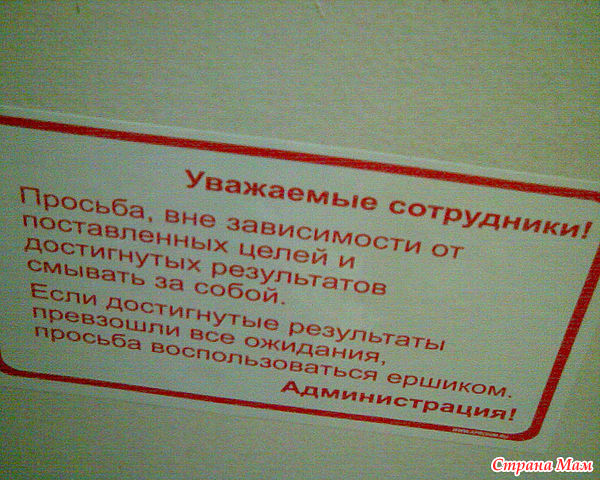 Уважаемые сотрудники!
Просьба, вне зависимости от
поставленных целей и
достигнутых результатов
смывать за собой.
Если достигнутые результаты
превзошли все ожидания,
просьба воспользоваться ершиком.
Администрация!
Страна Мам